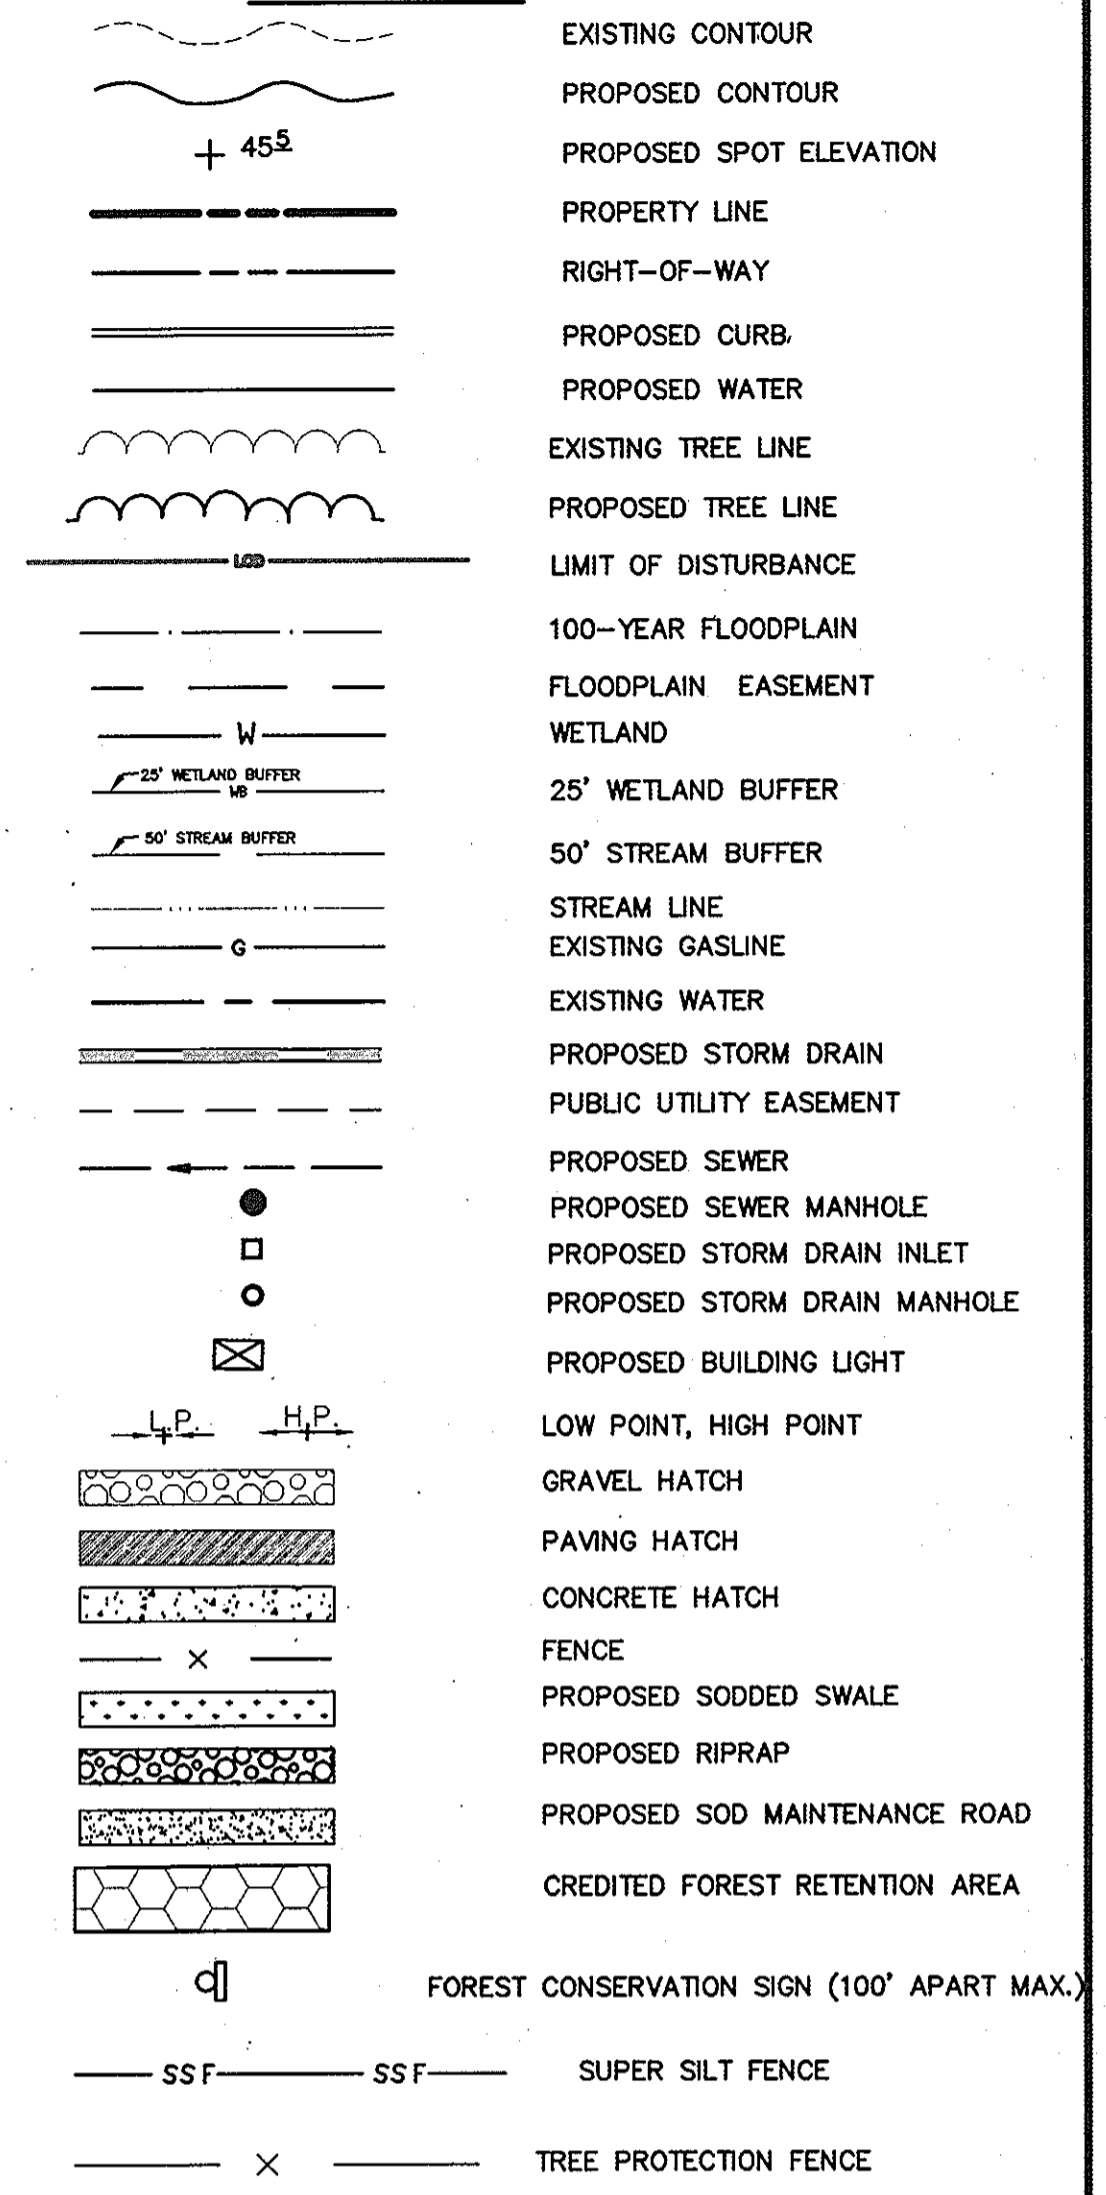 EXISTING CONTOUR
PROPOSED CONTOUR
45 5 PROPOSED SPOT ELEVATION
PROPERTY LINE
RIGHT-OF-WAY
PROPOSED CURB
PROPOSED WATER
EXISTING TREE LINE
PROPOSED TREE LINE
LOD LIMIT OF DISTURBANCE
100-YEAR FLOODPLAIN
FLOODPLAIN EASEMENT
W WETLAND
25' WETLAND BUFFER
WB 25' WETLAND BUFFER
50' STREAM BUFFER
50' STREAM BUFFER
STREAM LINE
G EXISTING GASLINE
EXISTING WATER
PROPOSED STORM DRAIN
PUBLIC UTILITY EASEMENT
PROPOSED SEWER
PROPOSED SEWER MANHOLE
PROPOSED STORM DRAIN INLET
PROPOSED STORM DRAIN MANHOLE
PROPOSED BUILDING LIGHT
L.P. H.P. LOW POINT, HIGH POINT
GRAVEL HATCH
PAVING HATCH
CONCRETE HATCH
FENCE
PROPOSED SODDED SWALE
PROPOSED RIPRAP
PROPOSED SOD MAINTENANCE ROAD
CREDITED FOREST RETENTION AREA
FOREST CONSERVATION SIGN (100' APART MAX.)
SSF SSF SUPER SILT FENCE
TREE PROTECTION FENCE